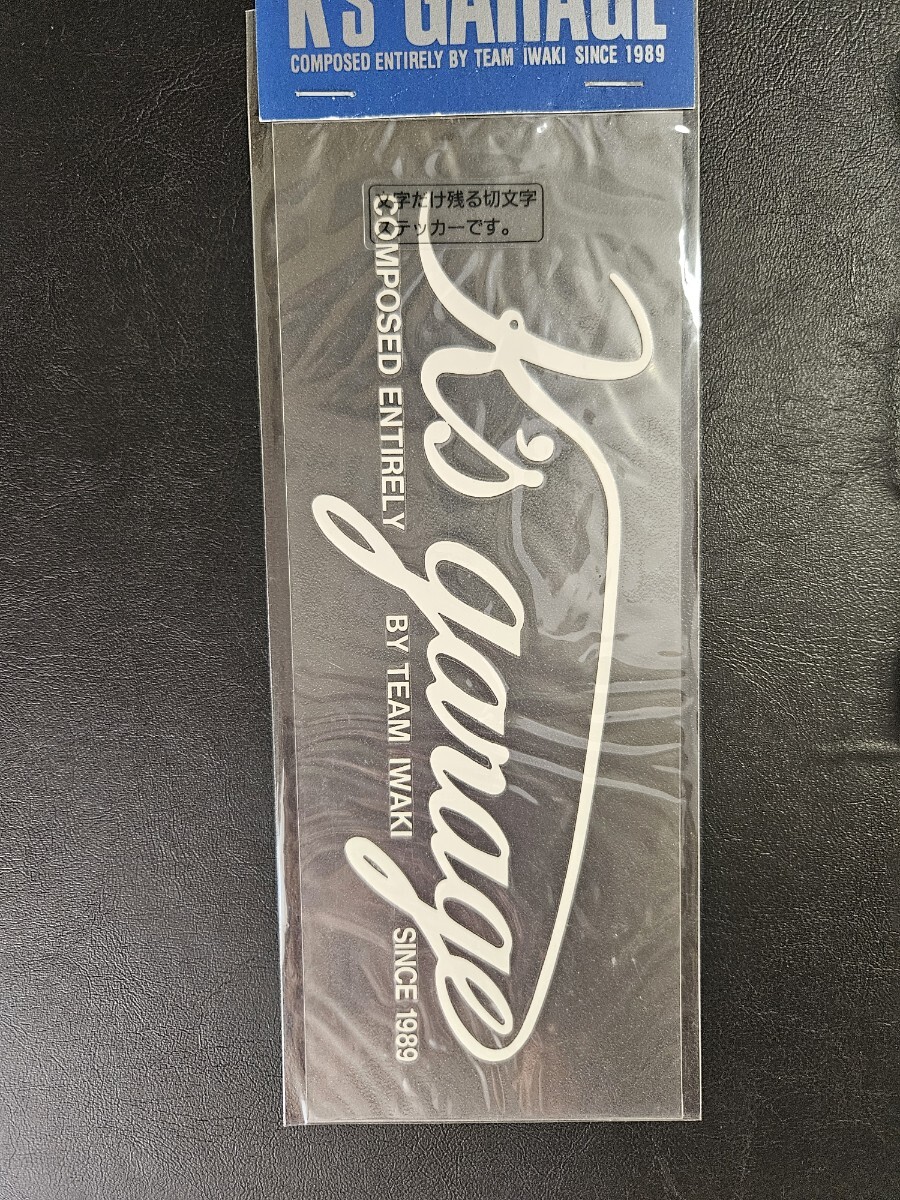 K'S GARAGE
COMPOSED ENTIRELY BY TEAM IWAKI SINCE 1989
文字だけ残る切文字
ステッカーです。
K's garage
COMPOSED ENTIRELY BY TEAM IWAKI SINCE 1989